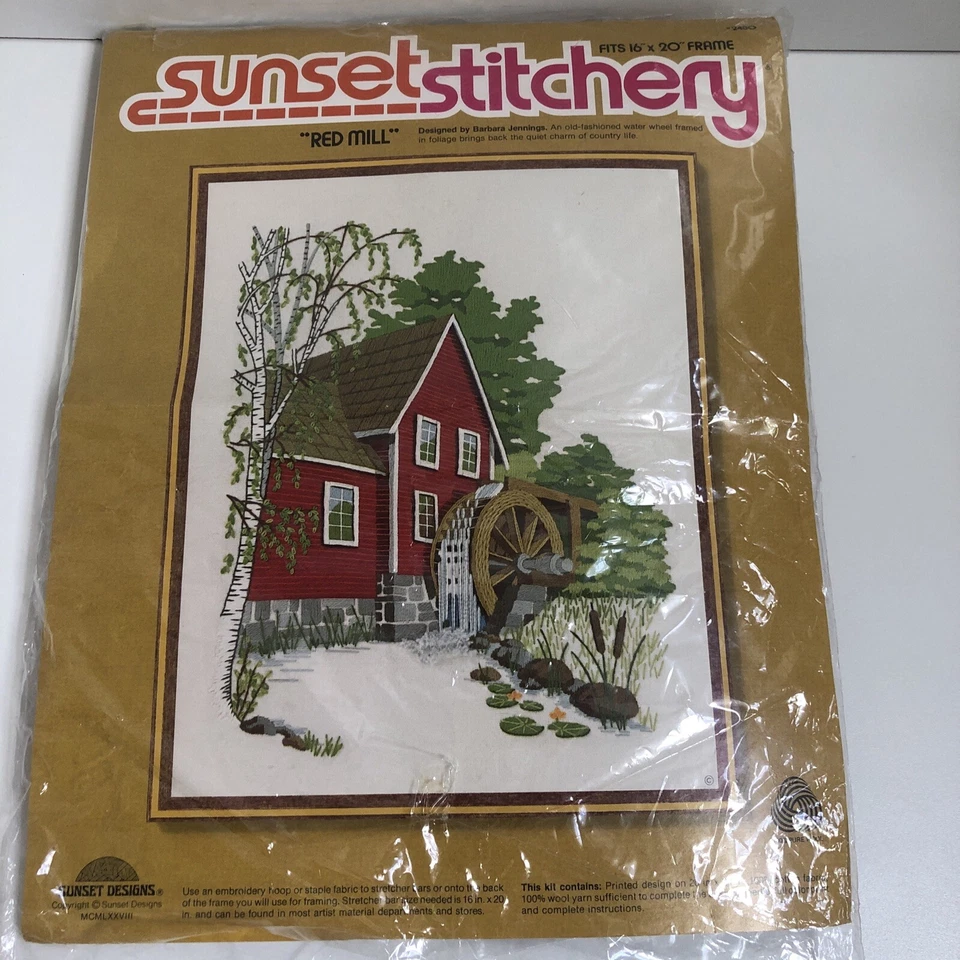 FITS 16" x 20" FRAME
sunset stitchery
"RED MILL"
Designed by Barbara Jennings. An old-fashioned water wheel framed
in foliage brings back the quiet charm of country life.
©
SUNSET DESIGNS®
Copyright © Sunset Designs
MCMLXXVIII
Use an embroidery hoop or staple fabric to stretcher bars or onto the back
of the frame you will use for framing. Stretcher bar size needed is 16 in. x 20
in. and can be found in most artist material departments and stores.
This kit contains: Printed design on fabric
100% wool yarn sufficient to complete the
and complete instructions.